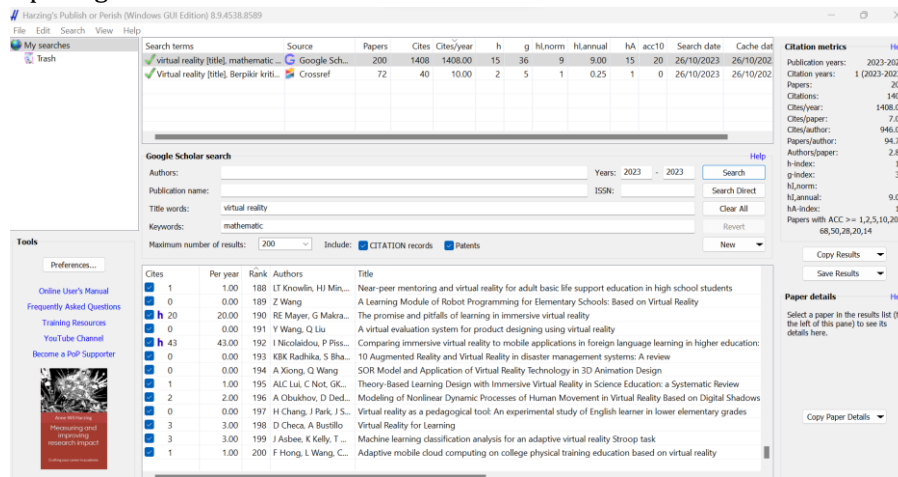 Harzing's Publish or Perish (Windows GUI Edition) 8.9.4538.8589
File Edit Search View Help
My searches
Trash
Search terms Source Papers Cites Cites/year h g hI,norm hI,annual hA acc10 Search date Cache dat
virtual reality [title], mathematic ... Google Sch... 200 1408 1408.00 15 36 9 9.00 15 20 26/10/2023 26/10/202
Virtual reality [title], Berpikir kriti... Crossref 72 40 10.00 2 5 1 0.25 1 0 26/10/2023 26/10/202
Google Scholar search Help
Authors: Years: 2023 - 2023 Search
Publication name: ISSN: Search Direct
Title words: virtual reality Clear All
Keywords: mathematic Revert
Maximum number of results: 200 Include: CITATION records Patents New
Cites Per year Rank Authors Title
1 1.00 188 LT Knowlin, HJ Min,... Near-peer mentoring and virtual reality for adult basic life support education in high school students
0 0.00 189 Z Wang A Learning Module of Robot Programming for Elementary Schools: Based on Virtual Reality
h 20 20.00 190 RE Mayer, G Makra... The promise and pitfalls of learning in immersive virtual reality
0 0.00 191 Y Wang, Q Liu A virtual evaluation system for product designing using virtual reality
h 43 43.00 192 I Nicolaidou, P Piss... Comparing immersive virtual reality to mobile applications in foreign language learning in higher education:
0 0.00 193 KBK Radhika, S Bha... 10 Augmented Reality and Virtual Reality in disaster management systems: A review
0 0.00 194 A Xiong, Q Wang SOR Model and Application of Virtual Reality Technology in 3D Animation Design
1 1.00 195 ALC Lui, C Not, GK... Theory-Based Learning Design with Immersive Virtual Reality in Science Education: a Systematic Review
2 2.00 196 A Obukhov, D Ded... Modeling of Nonlinear Dynamic Processes of Human Movement in Virtual Reality Based on Digital Shadows
0 0.00 197 H Chang, J Park, J S... Virtual reality as a pedagogical tool: An experimental study of English learner in lower elementary grades
3 3.00 198 D Checa, A Bustillo Virtual Reality for Learning
3 3.00 199 J Asbee, K Kelly, T ... Machine learning classification analysis for an adaptive virtual reality Stroop task
1 1.00 200 F Hong, L Wang, C... Adaptive mobile cloud computing on college physical training education based on virtual reality
Tools
Preferences...
Online User's Manual
Frequently Asked Questions
Training Resources
YouTube Channel
Become a PoP Supporter
Anne-Wil Harzing
Measuring and
improving
research impact
Citation metrics He
Publication years: 2023-202
Citation years: 1 (2023-2023
Papers: 20
Citations: 140
Cites/year: 1408.0
Cites/paper: 7.0
Cites/author: 946.0
Papers/author: 94.7
Authors/paper: 2.8
h-index: 1
g-index: 3
hI,norm:
hI,annual: 9.0
hA-index: 1
Papers with ACC >= 1,2,5,10,20
68,50,28,20,14
Copy Results
Save Results
Paper details He
Select a paper in the results list (t
the left of this pane) to see its
details here.
Copy Paper Details